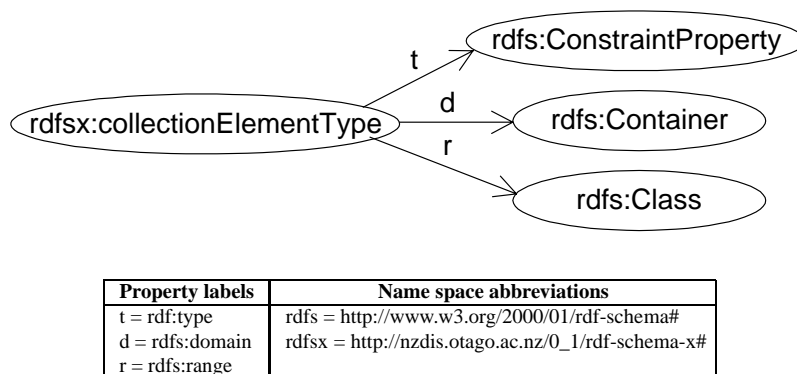 rdfs:ConstraintProperty
t
rdfsx:collectionElementType
d
rdfs:Container
r
rdfs:Class
Property labels Name space abbreviations
t = rdf:type rdfs = http://www.w3.org/2000/01/rdf-schema#
d = rdfs:domain rdfsx = http://nzdis.otago.ac.nz/0_1/rdf-schema-x#
r = rdfs:range